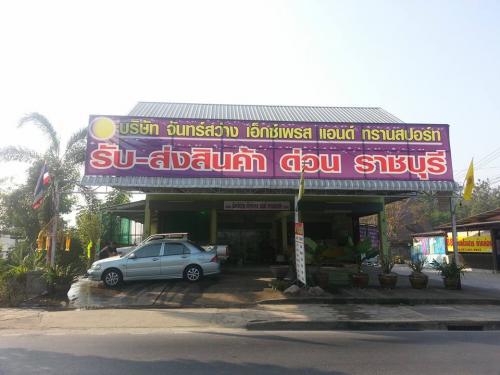 บริษัท จันทร์สว่าง เอ็กซ์เพรส แอนด์ ทรานสปอร์ท
รับ-ส่งสินค้า ด่วน ราชบุรี